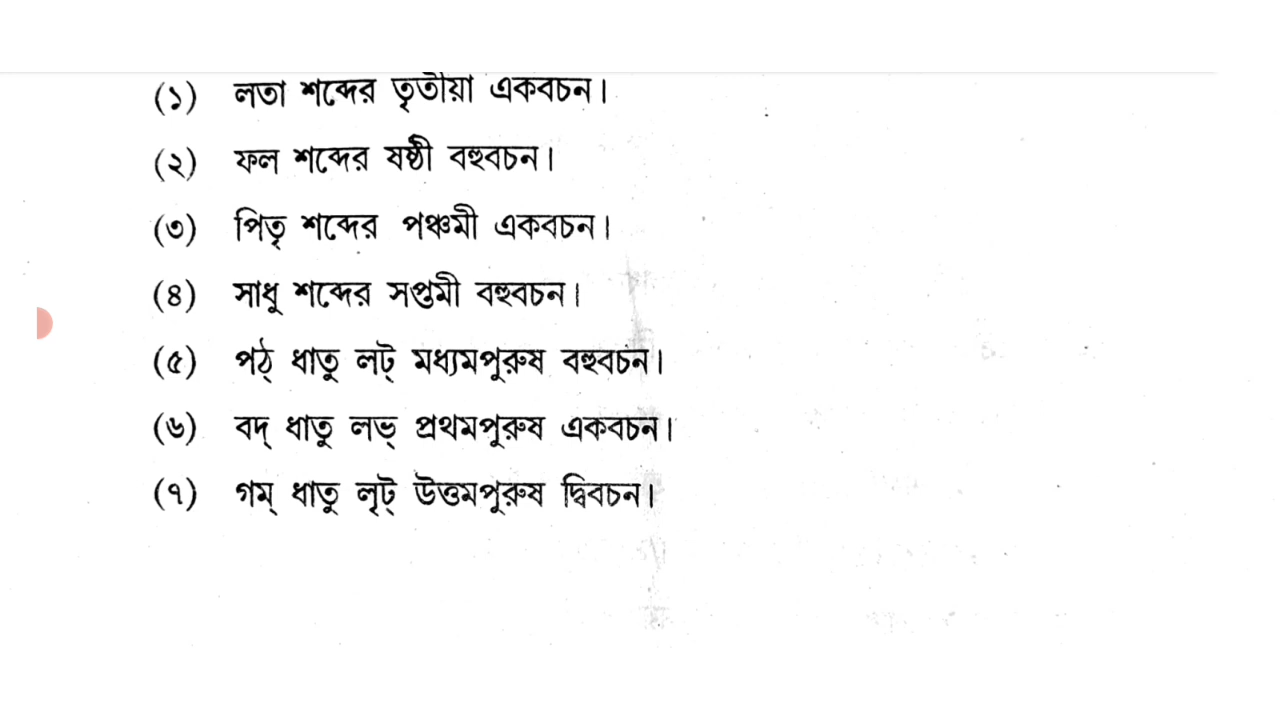 (১) লতা শব্দের তৃতীয়া একবচন।
(২) ফল শব্দের ষষ্ঠী বহুবচন।
(৩) পিতৃ শব্দের পঞ্চমী একবচন।
(৪) সাধু শব্দের সপ্তমী বহুবচন।
(৫) পঠ্ ধাতু লট্ মধ্যমপুরুষ বহুবচন।
(৬) বদ্ ধাতু লঙ্ প্রথমপুরুষ একবচন।
(৭) গম্ ধাতু লৃট্ উত্তমপুরুষ দ্বিবচন।